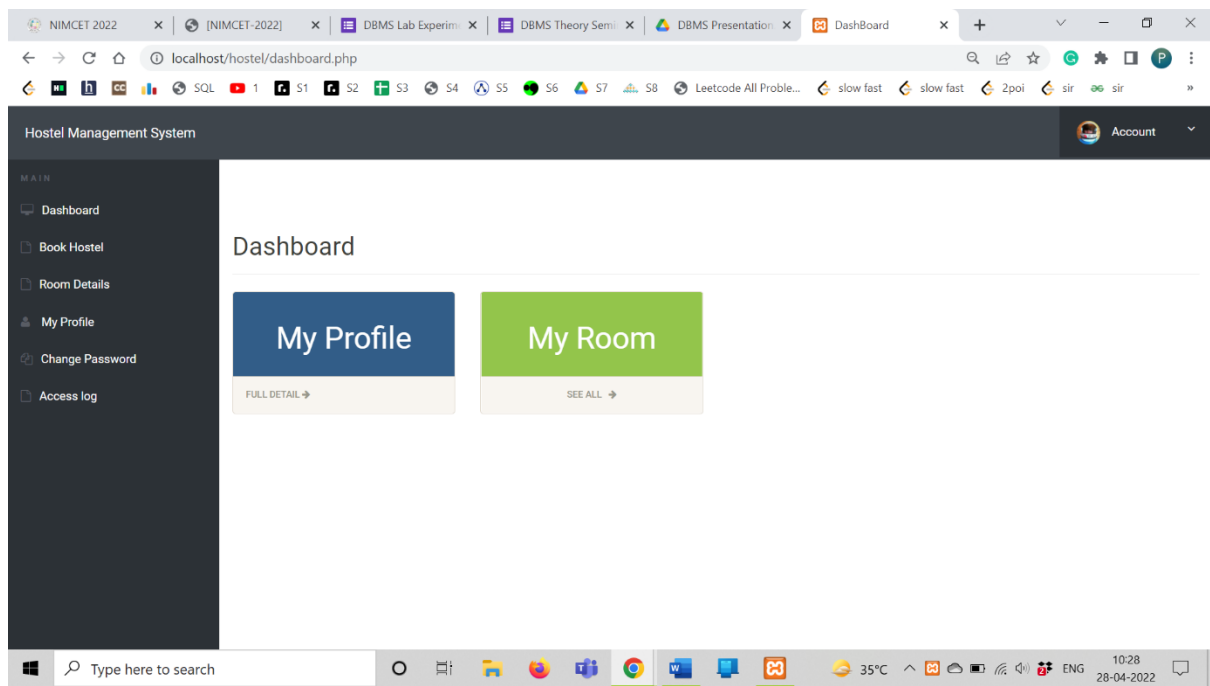 NIMCET 2022
[NIMCET-2022]
DBMS Lab Experim
DBMS Theory Semi
DBMS Presentation
DashBoard
localhost/hostel/dashboard.php
P
SQL
1
S1
S2
S3
S4
S5
S6
S7
S8
Leetcode All Proble...
slow fast
slow fast
2poi
sir
sir
»
Hostel Management System
Account
MAIN
Dashboard
Book Hostel
Room Details
My Profile
Change Password
Access log
Dashboard
My Profile
FULL DETAIL
My Room
SEE ALL
Type here to search
35°C
ENG
10:28
28-04-2022